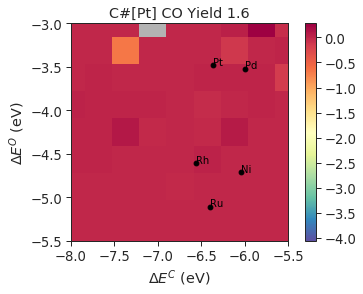 C#[Pt] CO Yield 1.6
−3.0
−3.5
−4.0
−4.5
−5.0
−5.5
ΔE^O (eV)
Pt
Pd
Rh
Ni
Ru
−8.0 −7.5 −7.0 −6.5 −6.0 −5.5
ΔE^C (eV)
0.0
−0.5
−1.0
−1.5
−2.0
−2.5
−3.0
−3.5
−4.0